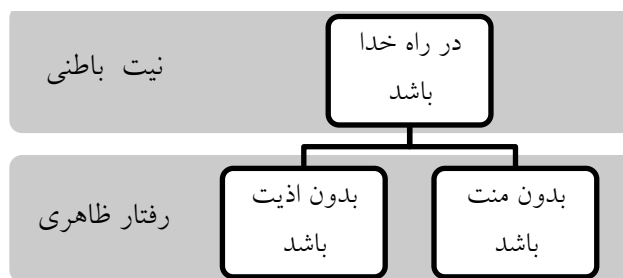 در راه خدا
باشد
نیت باطنی
بدون منت
باشد
بدون اذیت
باشد
رفتار ظاهری